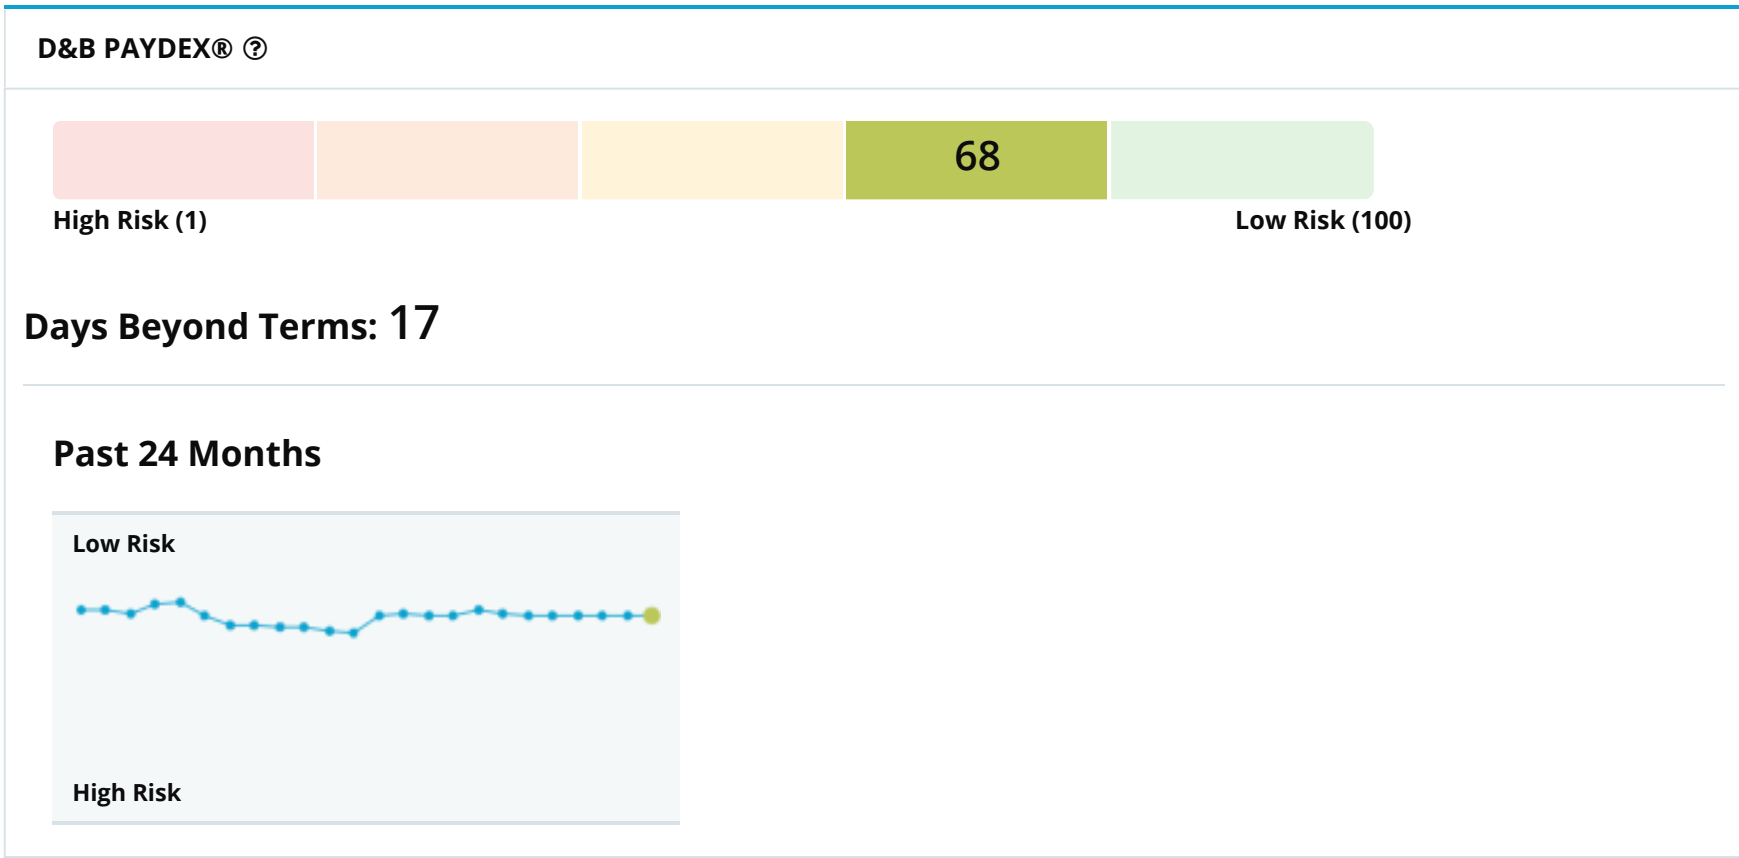 D&B PAYDEX® ?
68
High Risk (1) Low Risk (100)
Days Beyond Terms: 17
Past 24 Months
Low Risk
High Risk